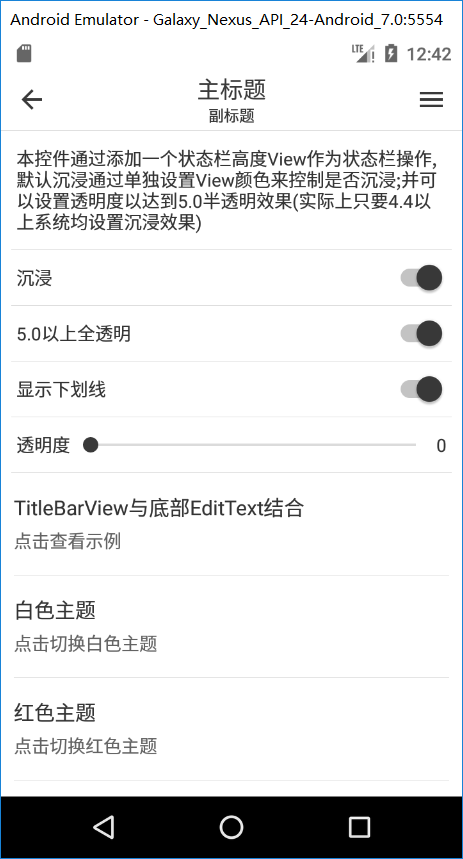 Android Emulator - Galaxy_Nexus_API_24-Android_7.0:5554
LTE 12:42
主标题
副标题
本控件通过添加一个状态栏高度View作为状态栏操作,
默认沉浸通过单独设置View颜色来控制是否沉浸;并可
以设置透明度以达到5.0半透明效果(实际上只要4.4以
上系统均设置沉浸效果)
沉浸
5.0以上全透明
显示下划线
透明度 0
TitleBarView与底部EditText结合
点击查看示例
白色主题
点击切换白色主题
红色主题
点击切换红色主题